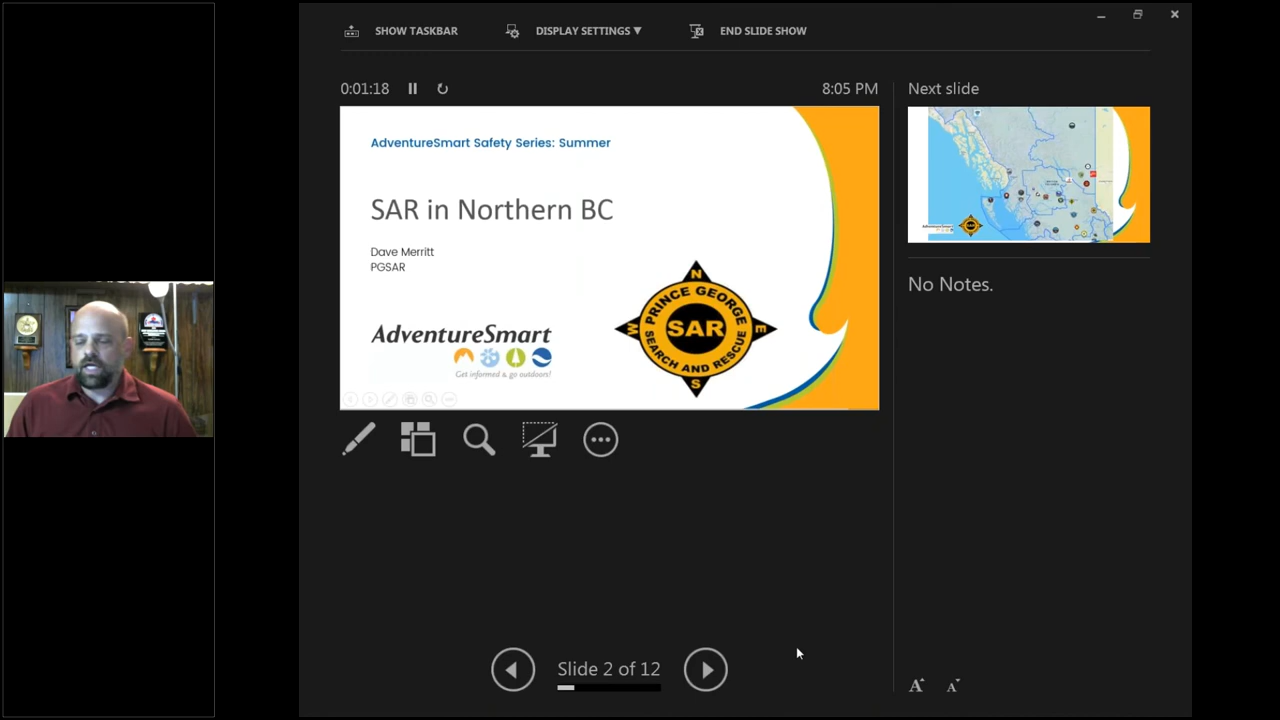 SHOW TASKBAR
DISPLAY SETTINGS ▼
END SLIDE SHOW
0:01:18
8:05 PM
Next slide
AdventureSmart Safety Series: Summer
SAR in Northern BC
Dave Merritt
PGSAR
N
PRINCE GEORGE
W
SAR
E
SEARCH AND RESCUE
S
AdventureSmart
Get informed & go outdoors!
No Notes.
Slide 2 of 12
A A